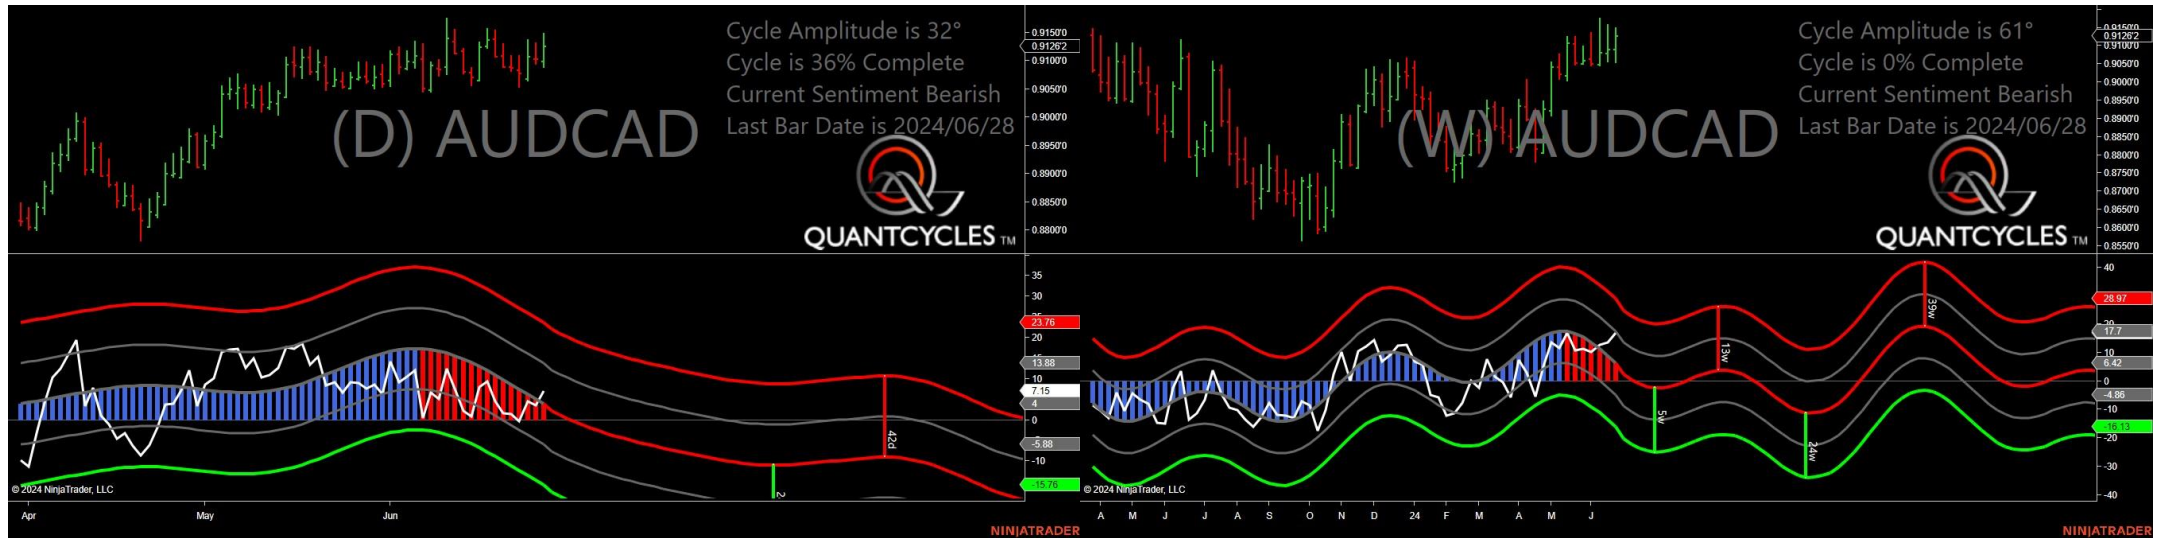 Cycle Amplitude is 32°
Cycle is 36% Complete
Current Sentiment Bearish
Last Bar Date is 2024/06/28
(D) AUDCAD
QUANTCYCLES TM
0.9150'0
0.9126'2
0.9100'0
0.9050'0
0.9000'0
0.8950'0
0.8900'0
0.8850'0
0.8800'0
35
30
23.76
20
13.88
10
7.15
4
0
-5.88
-10
-15.76
42d
2
© 2024 NinjaTrader, LLC
Apr May Jun
NINJATRADER
Cycle Amplitude is 61°
Cycle is 0% Complete
Current Sentiment Bearish
Last Bar Date is 2024/06/28
(W) AUDCAD
QUANTCYCLES TM
0.9150'0
0.9126'2
0.9100'0
0.9050'0
0.9000'0
0.8950'0
0.8900'0
0.8850'0
0.8800'0
0.8750'0
0.8700'0
0.8650'0
0.8600'0
0.8550'0
40
28.97
17.7
10
6.42
0
-4.86
-10
-16.13
-20
-30
-40
5w
13w
24w
39w
© 2024 NinjaTrader, LLC
A M J J A S O N D 24 F M A M J
NINJATRADER